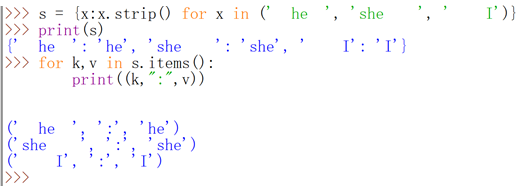 >>> s = {x:x.strip() for x in ('  he  ', 'she    ', '    I')}
>>> print(s)
{'  he  ': 'he', 'she    ': 'she', '    I': 'I'}
>>> for k,v in s.items():
        print((k,":",v))
('  he  ', ':', 'he')
('she    ', ':', 'she')
('    I', ':', 'I')
>>>